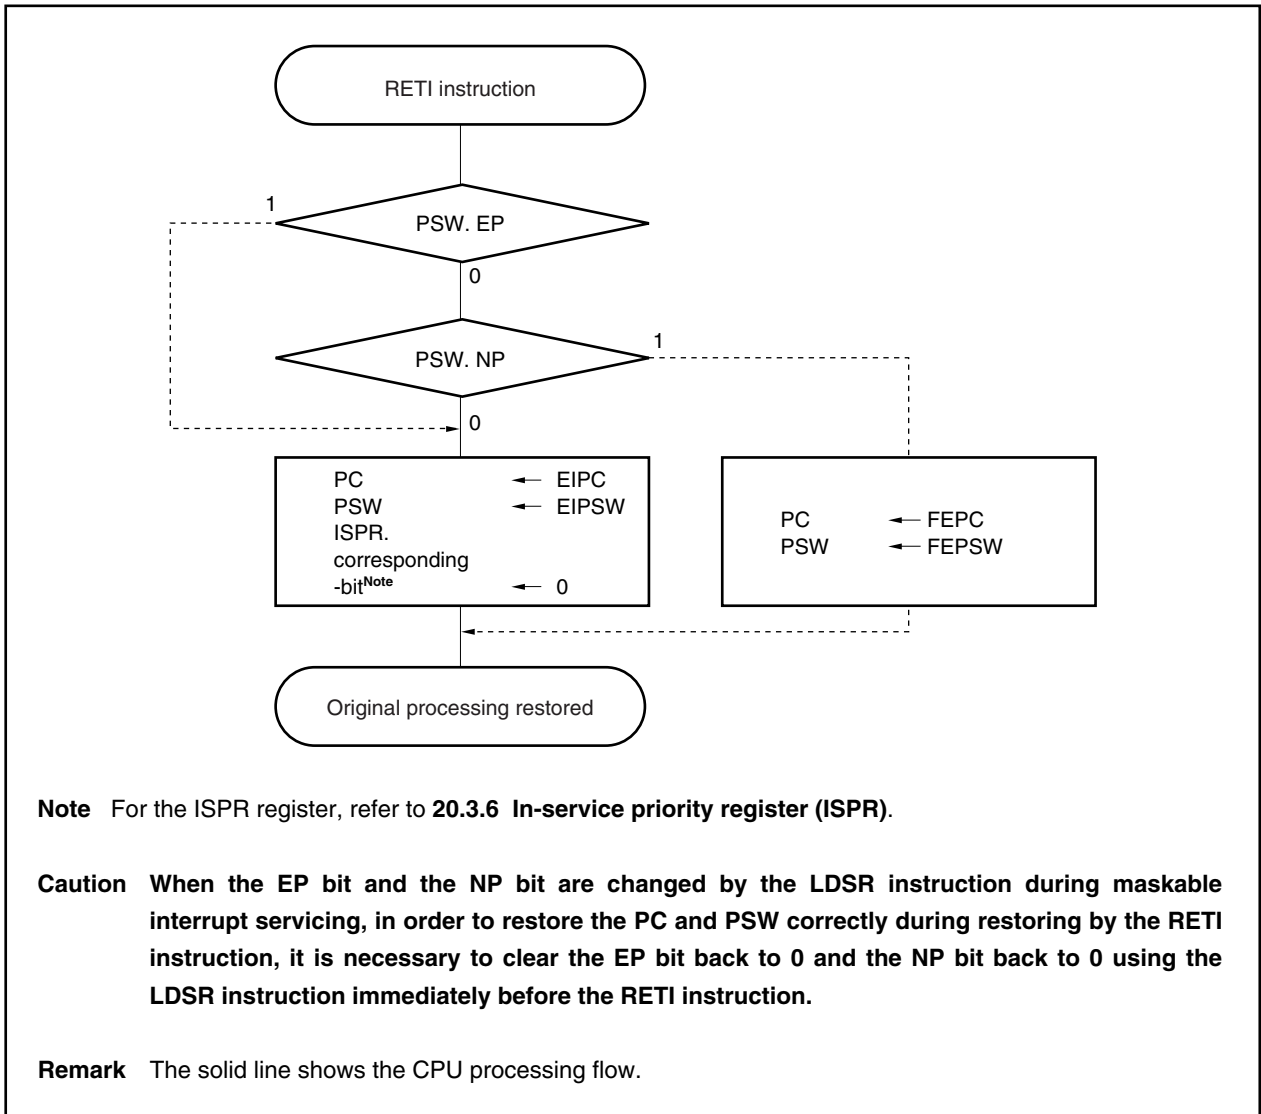 RETI instruction
1
PSW. EP
0
1
PSW. NP
0
PC ← EIPC
PSW ← EIPSW
ISPR.
corresponding
-bitNote ← 0
PC ← FEPC
PSW ← FEPSW
Original processing restored
Note For the ISPR register, refer to 20.3.6 In-service priority register (ISPR).
Caution When the EP bit and the NP bit are changed by the LDSR instruction during maskable
interrupt servicing, in order to restore the PC and PSW correctly during restoring by the RETI
instruction, it is necessary to clear the EP bit back to 0 and the NP bit back to 0 using the
LDSR instruction immediately before the RETI instruction.
Remark The solid line shows the CPU processing flow.